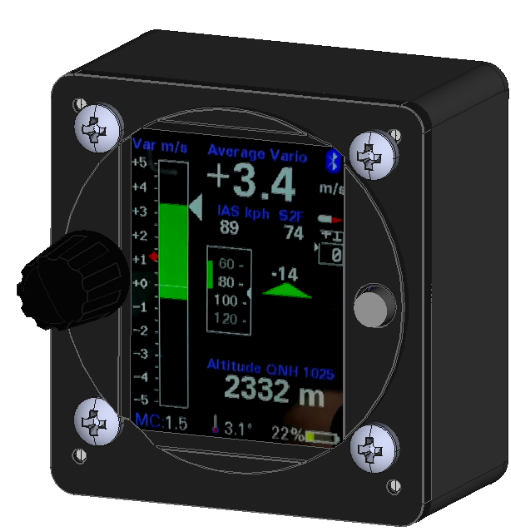 Var m/s
Average Vario
+3.4 m/s
IAS kph S2F
89 74
+5
+4
+3
+2
+1
+0
-1
-2
-3
-4
-5
60
80
100
120
-14
0
Altitude QNH 1025
2332 m
MC:1.5
3.1°
22%